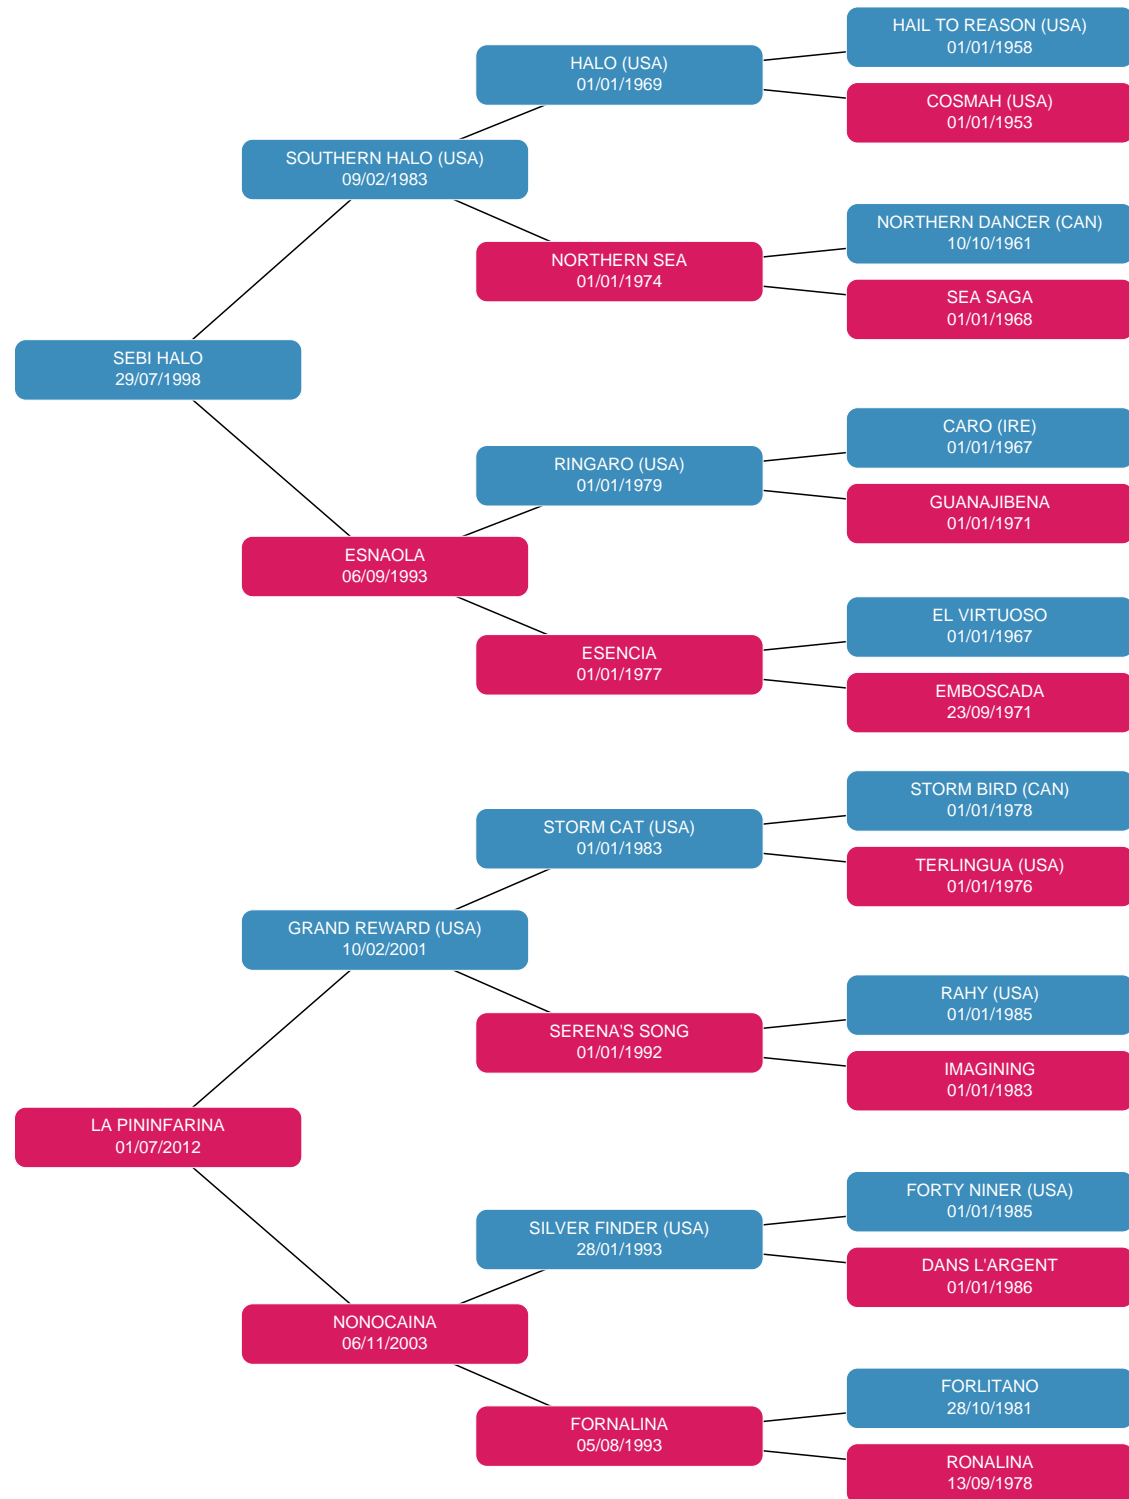 HAIL TO REASON (USA)
01/01/1958
HALO (USA)
01/01/1969
COSMAH (USA)
01/01/1953
SOUTHERN HALO (USA)
09/02/1983
NORTHERN DANCER (CAN)
10/10/1961
NORTHERN SEA
01/01/1974
SEA SAGA
01/01/1968
SEBI HALO
29/07/1998
CARO (IRE)
01/01/1967
RINGARO (USA)
01/01/1979
GUANAJIBENA
01/01/1971
ESNAOLA
06/09/1993
EL VIRTUOSO
01/01/1967
ESENCIA
01/01/1977
EMBOSCADA
23/09/1971
STORM BIRD (CAN)
01/01/1978
STORM CAT (USA)
01/01/1983
TERLINGUA (USA)
01/01/1976
GRAND REWARD (USA)
10/02/2001
RAHY (USA)
01/01/1985
SERENA'S SONG
01/01/1992
IMAGINING
01/01/1983
LA PININFARINA
01/07/2012
FORTY NINER (USA)
01/01/1985
SILVER FINDER (USA)
28/01/1993
DANS L'ARGENT
01/01/1986
NONOCAINA
06/11/2003
FORLITANO
28/10/1981
FORNALINA
05/08/1993
RONALINA
13/09/1978